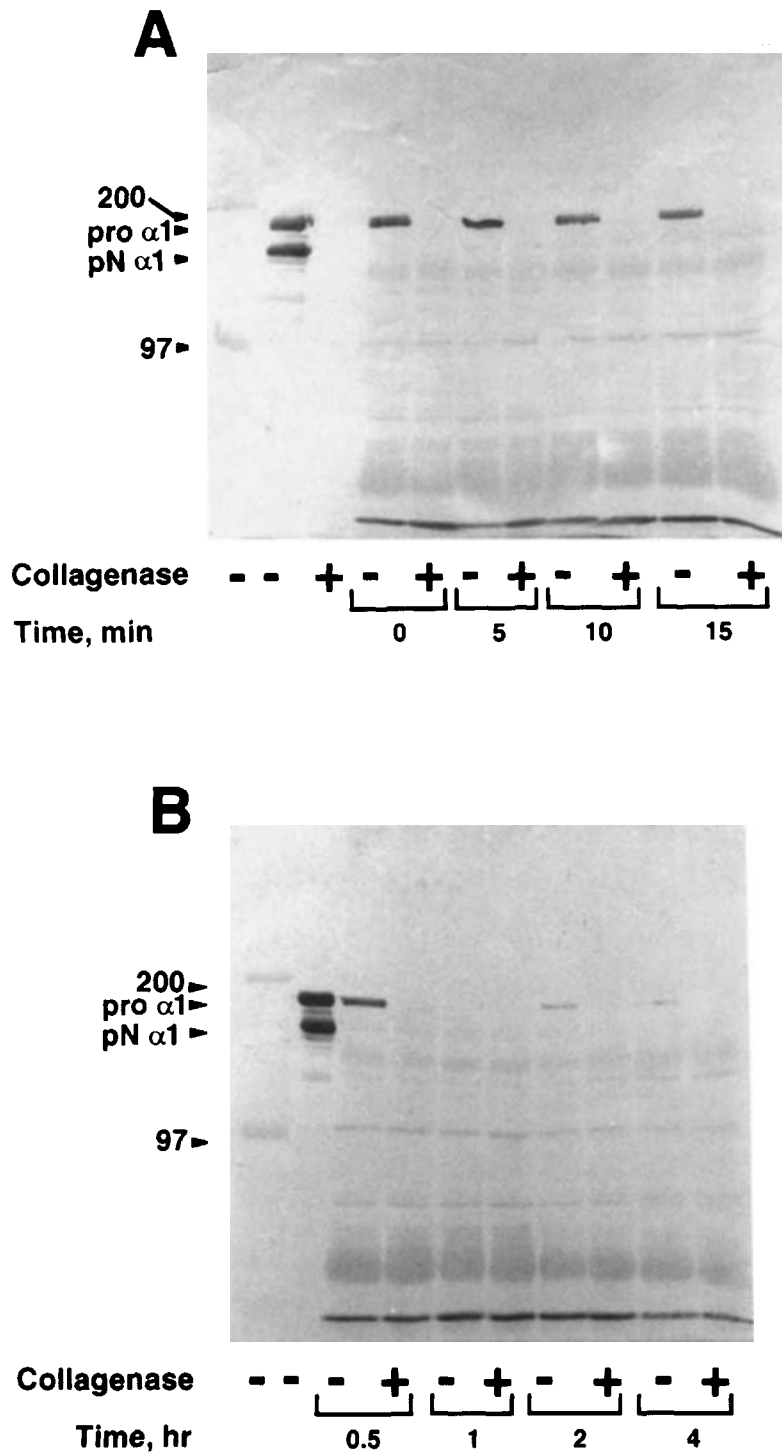 A
200
pro α1
pN α1
97
Collagenase - - + - + - + - + - +
Time, min 0 5 10 15
B
200
pro α1
pN α1
97
Collagenase - - - + - + - + - +
Time, hr 0.5 1 2 4